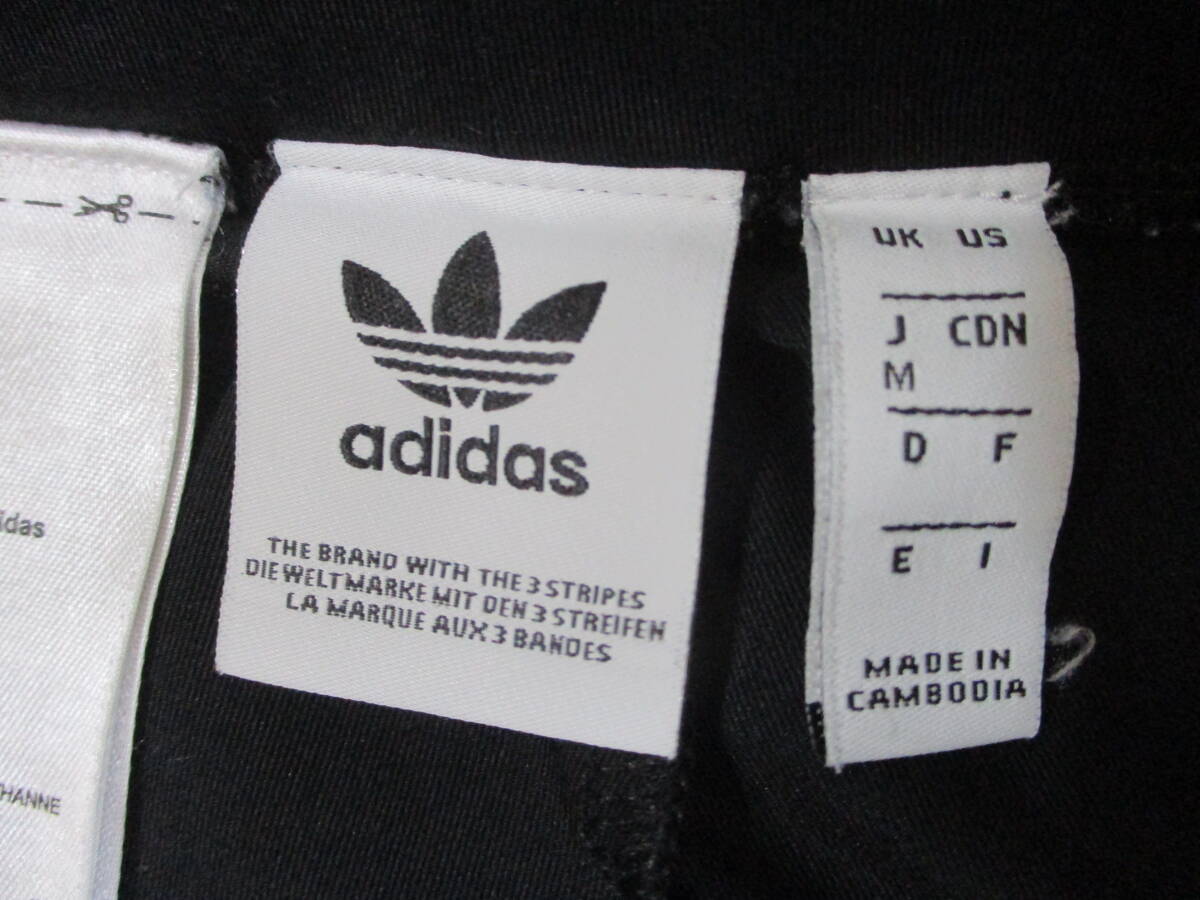 idas
HANNE
adidas
THE BRAND WITH THE 3 STRIPES
DIE WELTMARKE MIT DEN 3 STREIFEN
LA MARQUE AUX 3 BANDES
UK US
J CDN
M
D F
E I
MADE IN
CAMBODIA